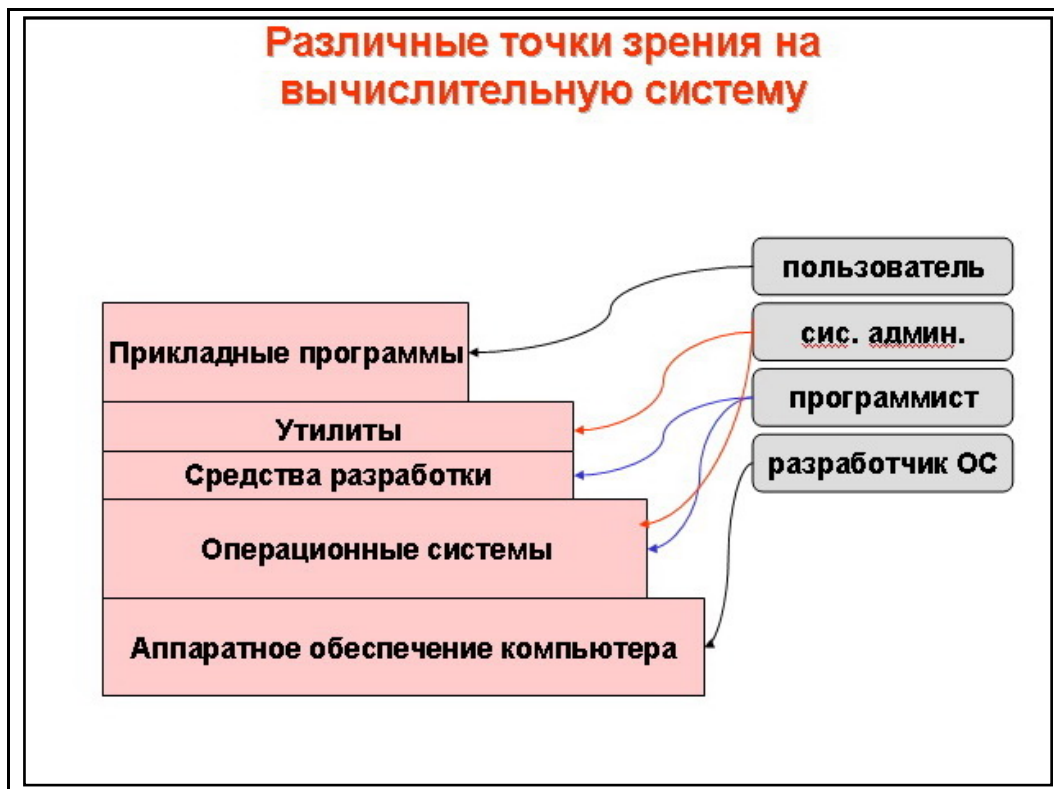 Различные точки зрения на
вычислительную систему
пользователь
сис. админ.
программист
разработчик ОС
Прикладные программы
Утилиты
Средства разработки
Операционные системы
Аппаратное обеспечение компьютера